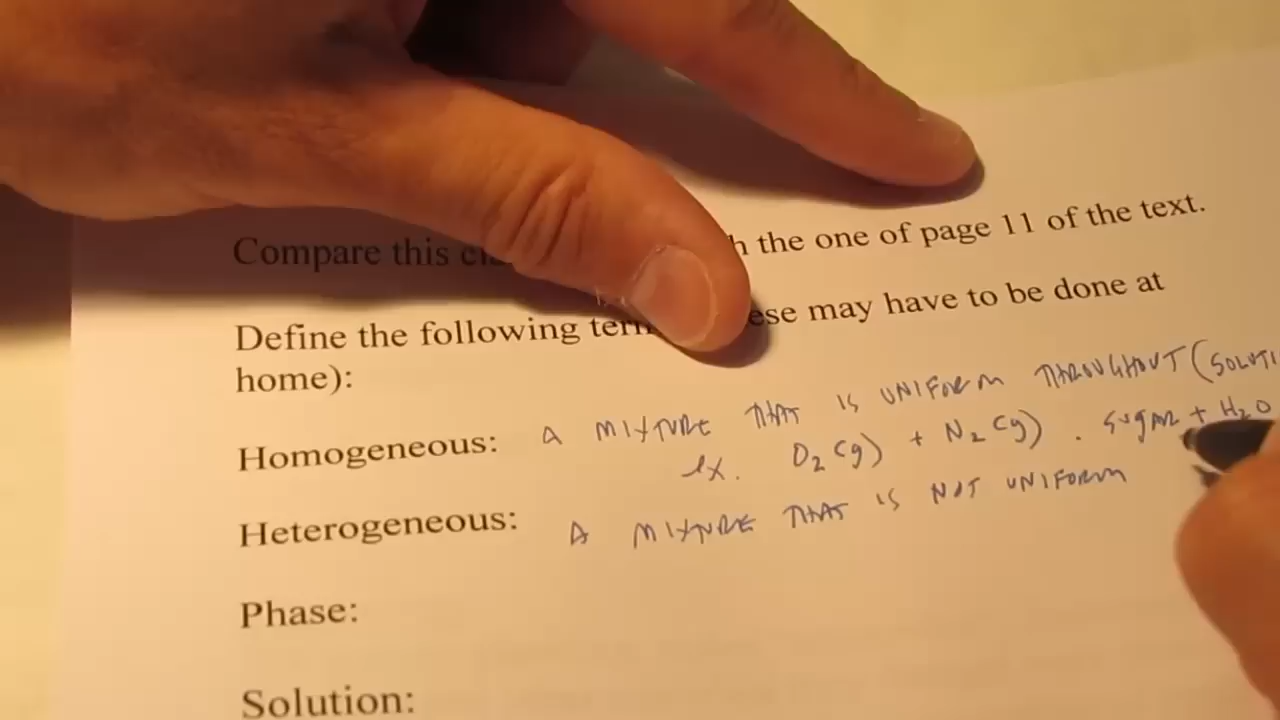 Compare this h the one of page 11 of the text.
Define the following ese may have to be done at
home):
Homogeneous: A MIXTURE THAT IS UNIFORM THROUGHOUT (SOLUTI
ex. O₂(g) + N₂(g) . Sugar + H₂O
Heterogeneous: A MIXTURE THAT IS NOT UNIFORM
Phase:
Solution: